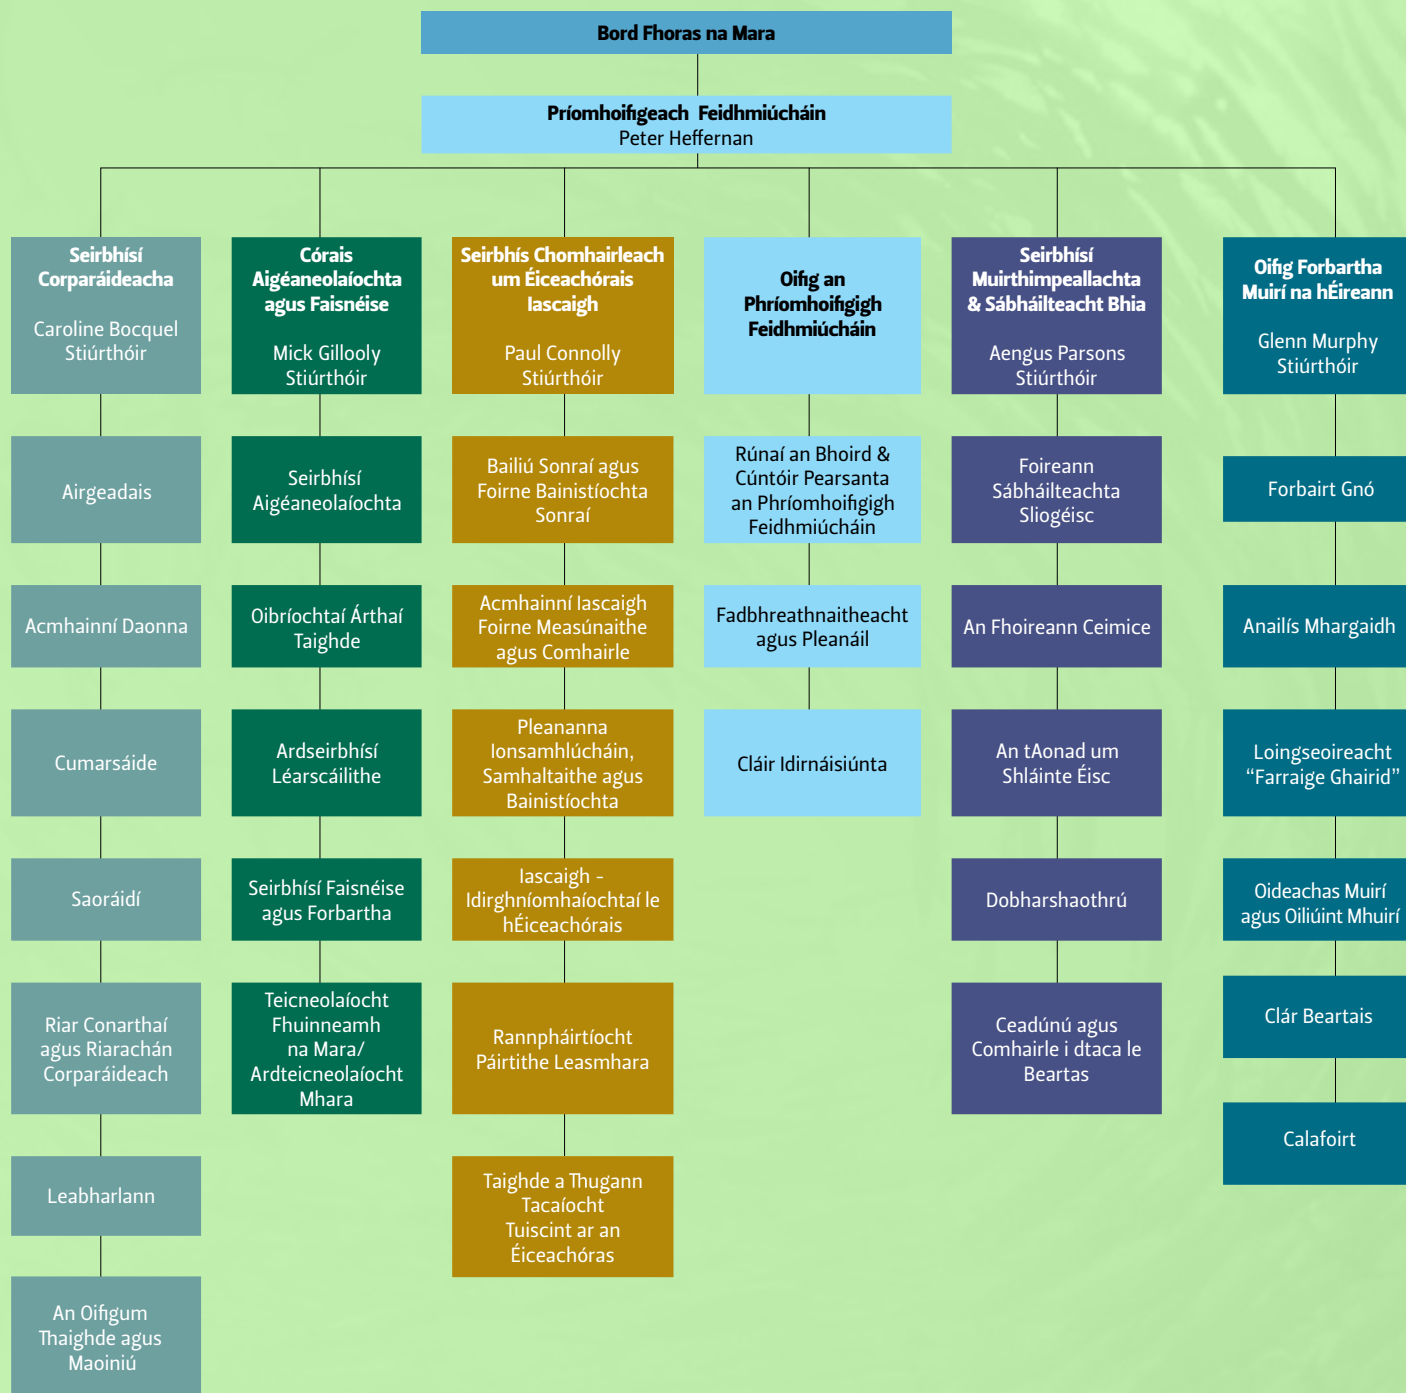 Bord Fhoras na Mara
Príomhoifigeach Feidhmiúcháin
Peter Heffernan
Seirbhísí
Corparáideacha
Caroline Bocquel
Stiúrthóir
Airgeadais
Acmhainní Daonna
Cumarsáide
Saoráidí
Riar Conarthaí
agus Riarachán
Corparáideach
Leabharlann
An Oifigum
Thaighde agus
Maoiniú
Córais
Aigéaneolaíochta
agus Faisnéise
Mick Gillooly
Stiúrthóir
Seirbhísí
Aigéaneolaíochta
Oibríochtaí Árthaí
Taighde
Ardseirbhísí
Léarscáilithe
Seirbhísí Faisnéise
agus Forbartha
Teicneolaíocht
Fhuinneamh
na Mara/
Ardteicneolaíocht
Mhara
Seirbhís Chomhairleach
um Éiceachórais
Iascaigh
Paul Connolly
Stiúrthóir
Bailiú Sonraí agus
Foirne Bainistíochta
Sonraí
Acmhainní Iascaigh
Foirne Measúnaithe
agus Comhairle
Pleananna
Ionsamhlúcháin,
Samhaltaithe agus
Bainistíochta
Iascaigh -
Idirghníomhaíochtaí le
hÉiceachórais
Rannpháirtíocht
Páirtithe Leasmhara
Taighde a Thugann
Tacaíocht
Tuiscint ar an
Éiceachóras
Oifig an
Phríomhoifigigh
Feidhmiúcháin
Rúnaí an Bhoird &
Cúntóir Pearsanta
an Phríomhoifigigh
Feidhmiúcháin
Fadbhreathnaitheacht
agus Pleanáil
Cláir Idirnáisiúnta
Seirbhísí
Muirthimpeallachta
& Sábháilteacht Bhia
Aengus Parsons
Stiúrthóir
Foireann
Sábháilteachta
Sliogéisc
An Fhoireann Ceimice
An tAonad um
Shláinte Éisc
Dobharshaothrú
Ceadúnú agus
Comhairle i dtaca le
Beartas
Oifig Forbartha
Muirí na hÉireann
Glenn Murphy
Stiúrthóir
Forbairt Gnó
Anailís Mhargaidh
Loingseoireacht
“Farraige Ghairid”
Oideachas Muirí
agus Oiliúint Mhuirí
Clár Beartais
Calafoirt